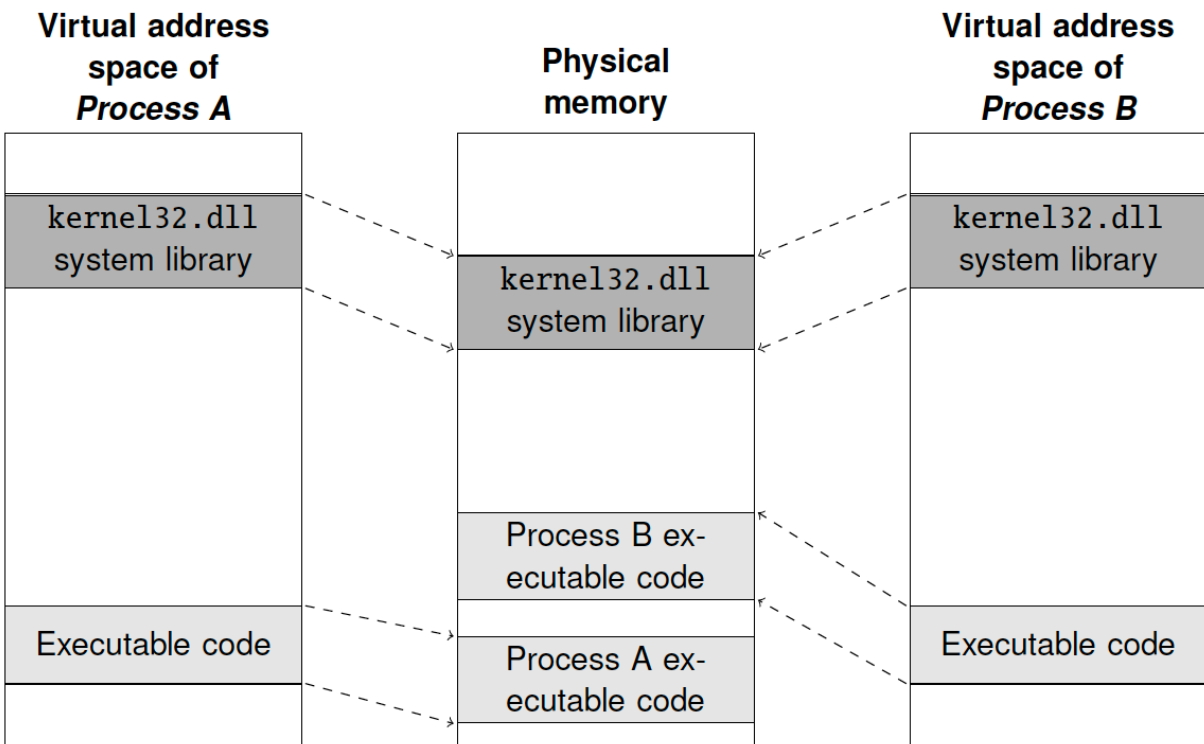 Virtual address
space of
Process A
kernel32.dll
system library
Executable code
Physical
memory
kernel32.dll
system library
Process B ex-
ecutable code
Process A ex-
ecutable code
Virtual address
space of
Process B
kernel32.dll
system library
Executable code